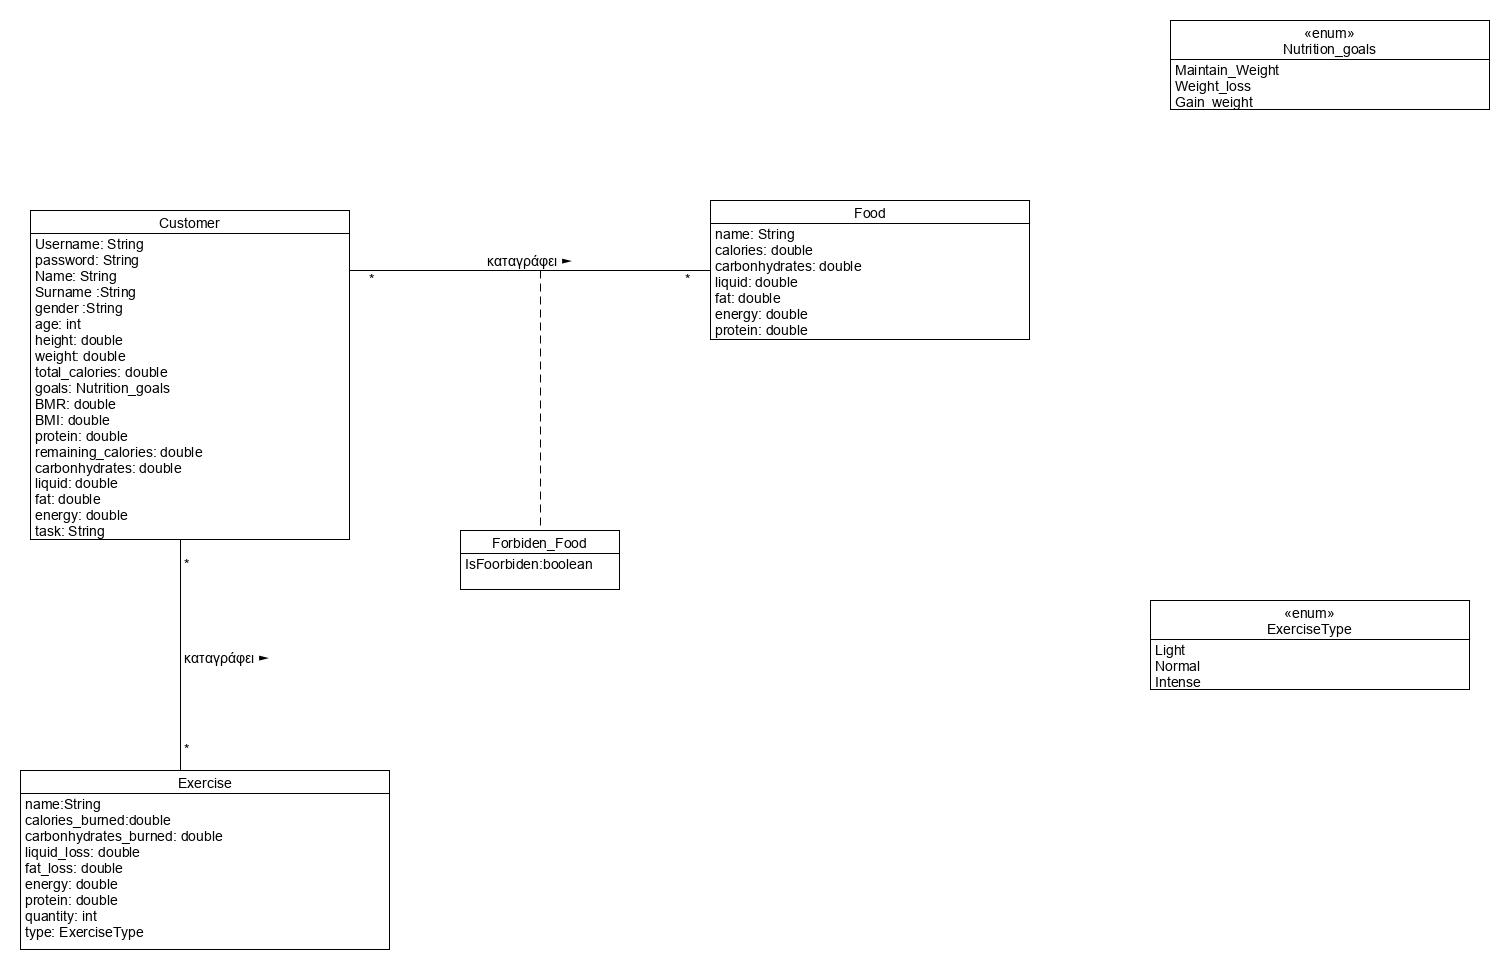 «enum»
Nutrition_goals
Maintain_Weight
Weight_loss
Gain_weight
Customer
Username: String
password: String
Name: String
Surname :String
gender :String
age: int
height: double
weight: double
total_calories: double
goals: Nutrition_goals
BMR: double
BMI: double
protein: double
remaining_calories: double
carbonhydrates: double
liquid: double
fat: double
energy: double
task: String
καταγράφει ►
*
*
Food
name: String
calories: double
carbonhydrates: double
liquid: double
fat: double
energy: double
protein: double
Forbiden_Food
IsFoorbiden:boolean
«enum»
ExerciseType
Light
Normal
Intense
*
καταγράφει ►
*
Exercise
name:String
calories_burned:double
carbonhydrates_burned: double
liquid_loss: double
fat_loss: double
energy: double
protein: double
quantity: int
type: ExerciseType